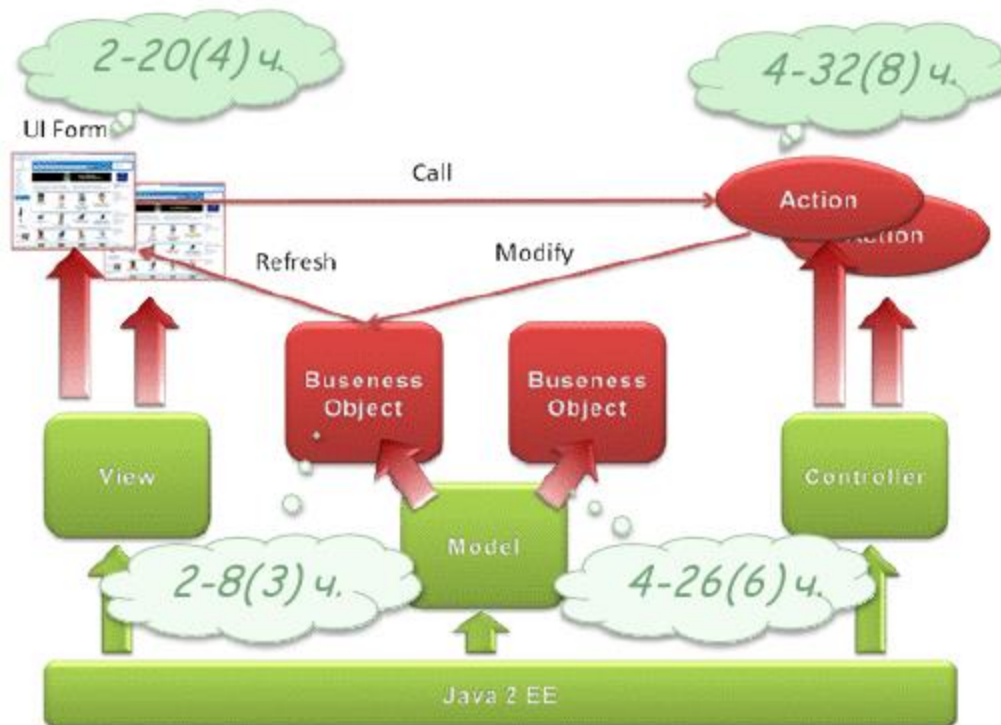 2-20(4) ч.
4-32(8) ч.
UI Form
Call
Action
Action
Refresh
Modify
Buseness
Object
Buseness
Object
View
Controller
Model
2-8(3) ч.
4-26(6) ч.
Java 2 EE